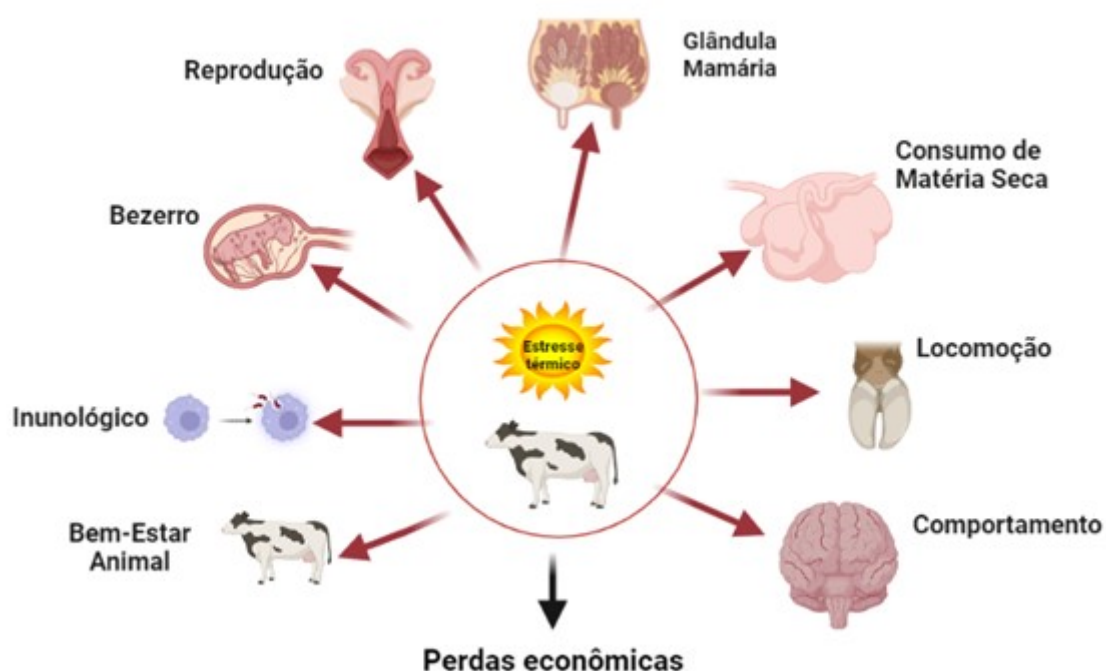 Reprodução
Glândula
Mamária
Consumo de
Matéria Seca
Bezerro
Estresse
térmico
Locomoção
Inunológico
Bem-Estar
Animal
Comportamento
Perdas econômicas